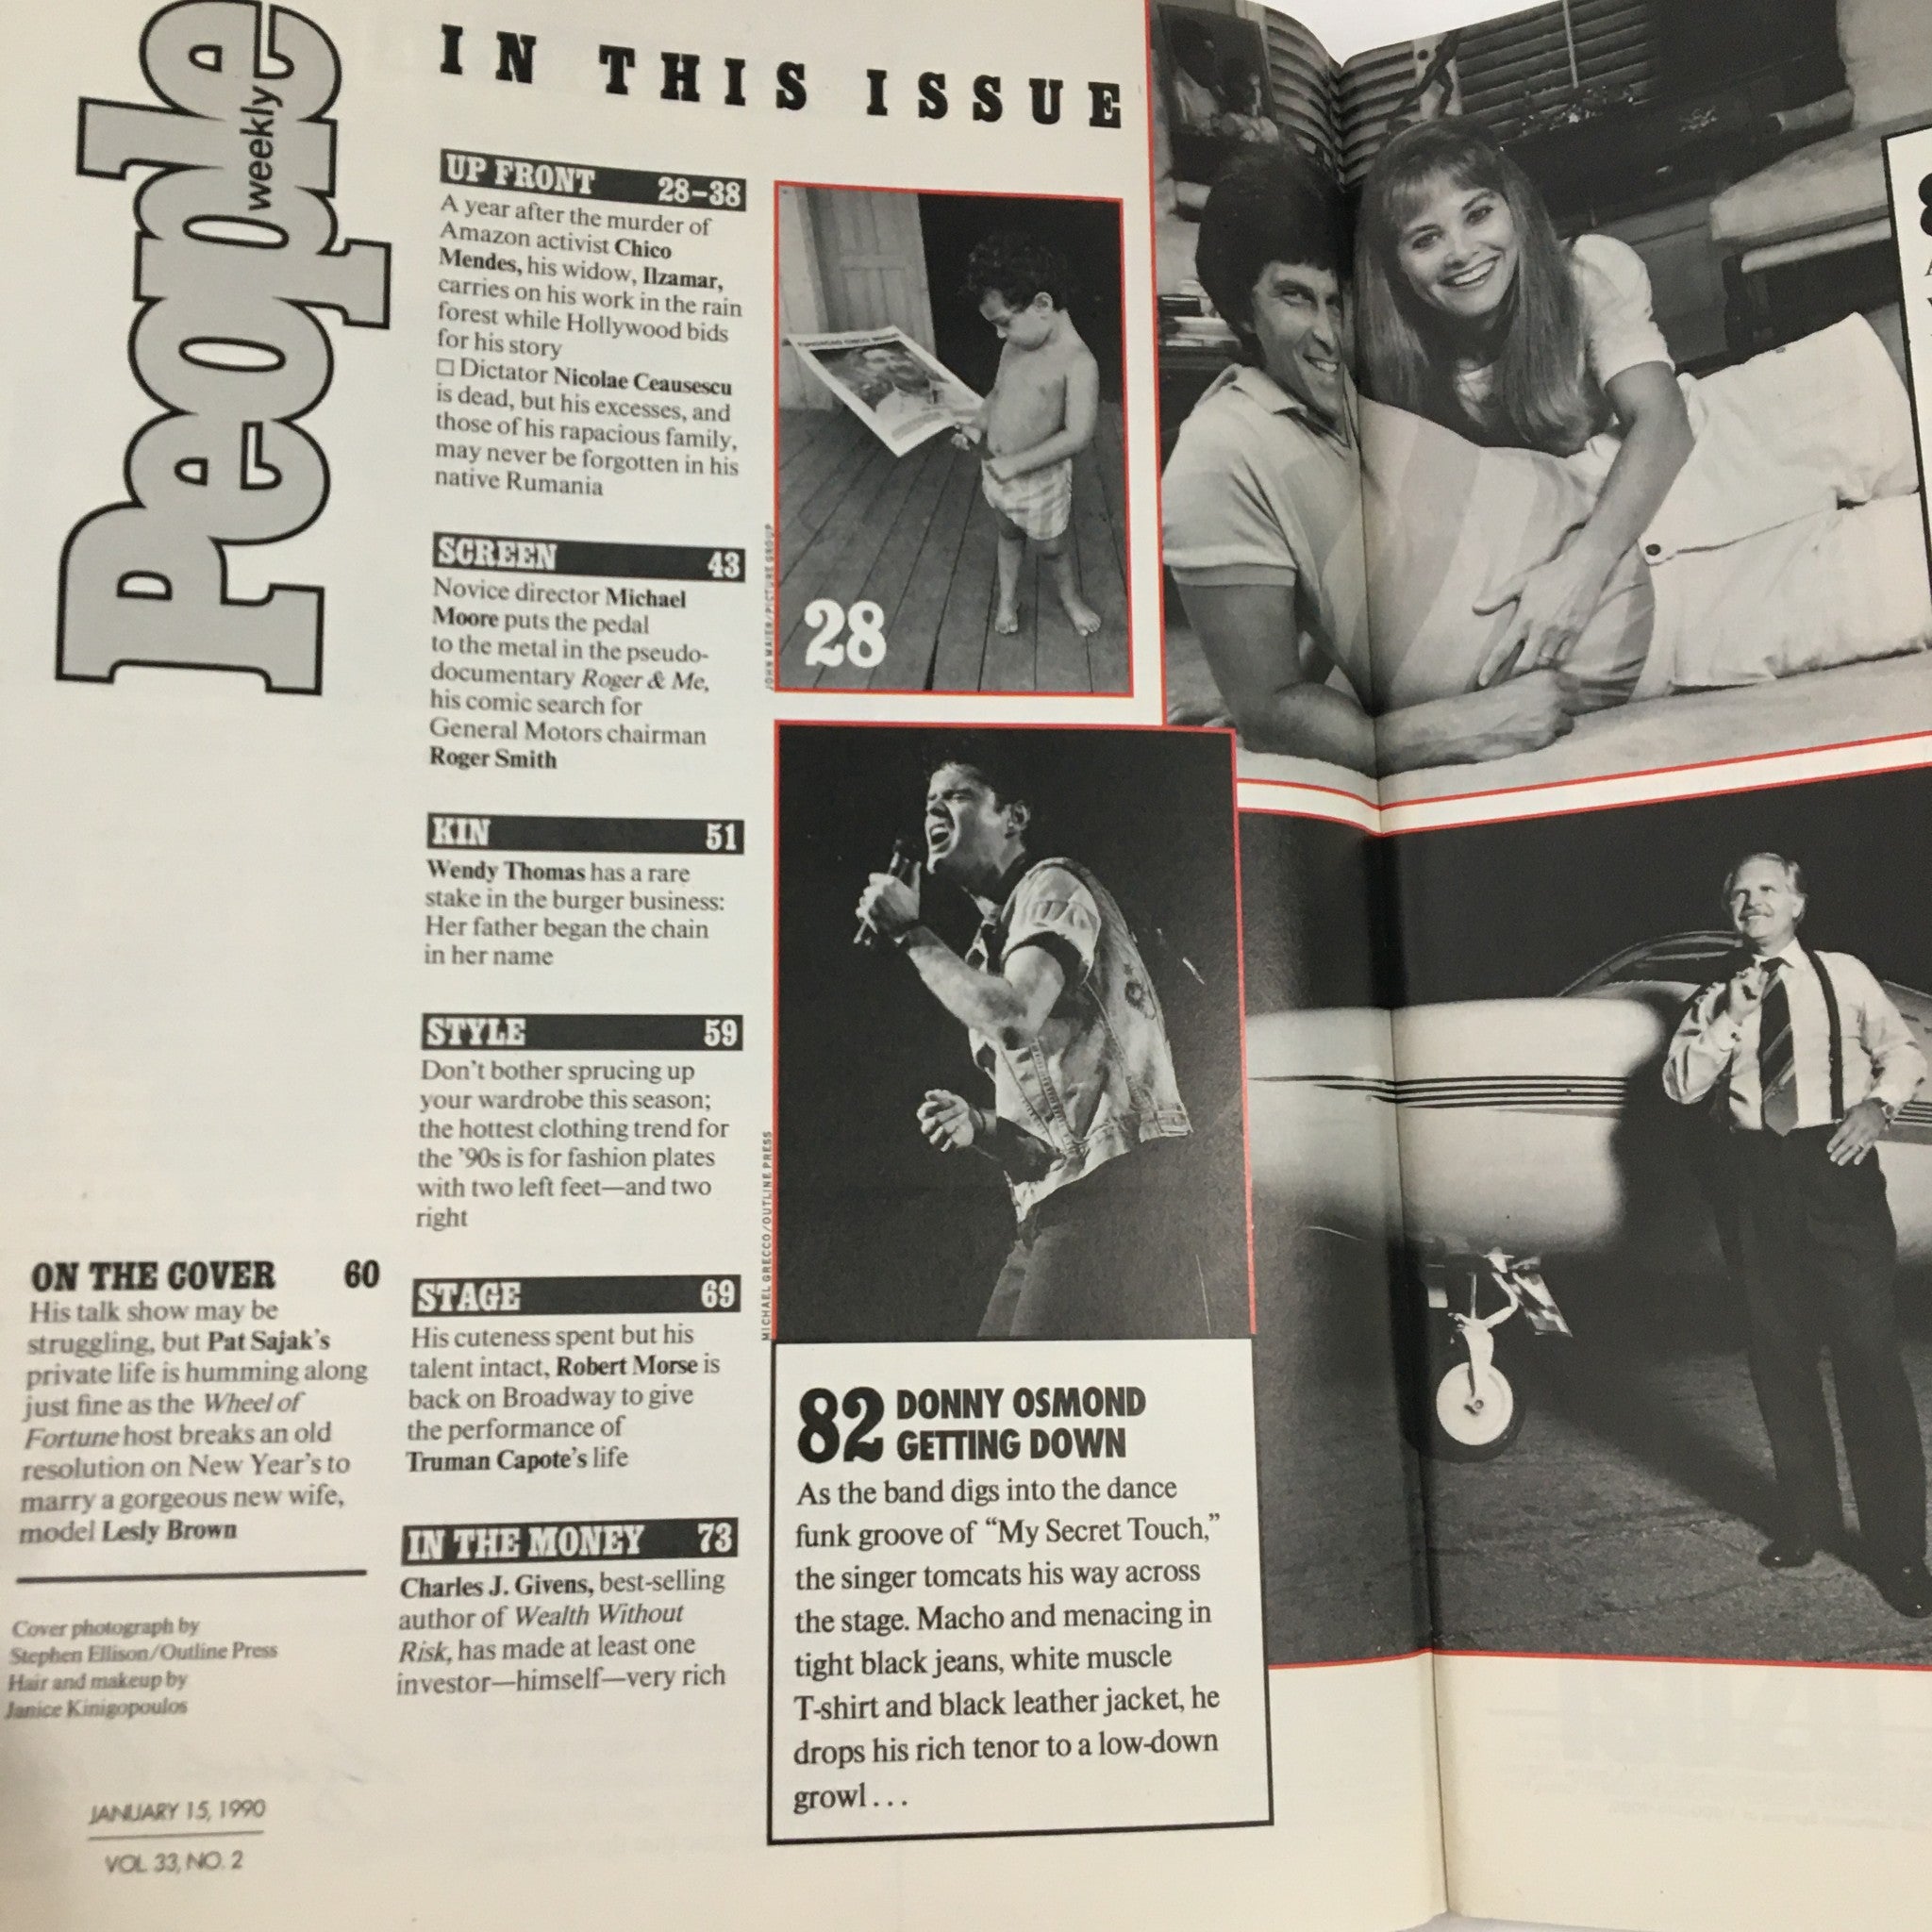 People
weekly
IN THIS ISSUE
UP FRONT 28–38
A year after the murder of
Amazon activist Chico
Mendes, his widow, Ilzamar,
carries on his work in the rain
forest while Hollywood bids
for his story
□ Dictator Nicolae Ceausescu
is dead, but his excesses, and
those of his rapacious family,
may never be forgotten in his
native Rumania
SCREEN 43
Novice director Michael
Moore puts the pedal
to the metal in the pseudo-
documentary Roger & Me,
his comic search for
General Motors chairman
Roger Smith
KIN 51
Wendy Thomas has a rare
stake in the burger business:
Her father began the chain
in her name
STYLE 59
Don't bother sprucing up
your wardrobe this season;
the hottest clothing trend for
the '90s is for fashion plates
with two left feet—and two
right
STAGE 69
His cuteness spent but his
talent intact, Robert Morse is
back on Broadway to give
the performance of
Truman Capote's life
IN THE MONEY 73
Charles J. Givens, best-selling
author of Wealth Without
Risk, has made at least one
investor—himself—very rich
ON THE COVER 60
His talk show may be
struggling, but Pat Sajak's
private life is humming along
just fine as the Wheel of
Fortune host breaks an old
resolution on New Year's to
marry a gorgeous new wife,
model Lesly Brown
Cover photograph by
Stephen Ellison/Outline Press
Hair and makeup by
Janice Kinigopoulos
JANUARY 15, 1990
VOL. 33, NO. 2
JOHN MAIER/PICTURE GROUP
28
MICHAEL GRECCO/OUTLINE PRESS
82 DONNY OSMOND
GETTING DOWN
As the band digs into the dance
funk groove of “My Secret Touch,”
the singer tomcats his way across
the stage. Macho and menacing in
tight black jeans, white muscle
T-shirt and black leather jacket, he
drops his rich tenor to a low-down
growl . . .